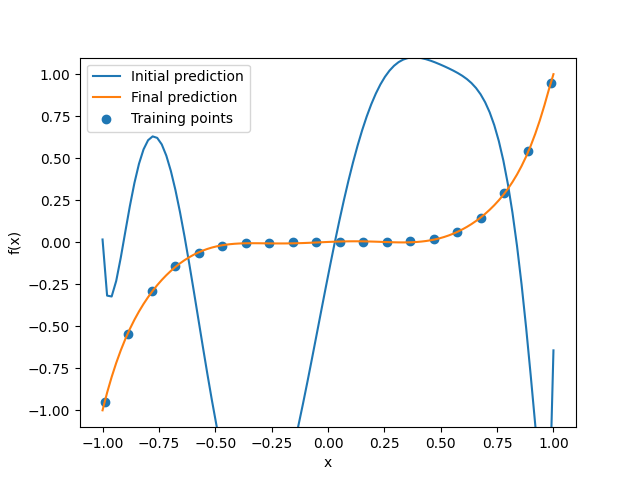 Initial prediction
Final prediction
Training points
1.00
0.75
0.50
0.25
0.00
−0.25
−0.50
−0.75
−1.00
f(x)
−1.00 −0.75 −0.50 −0.25 0.00 0.25 0.50 0.75 1.00
x